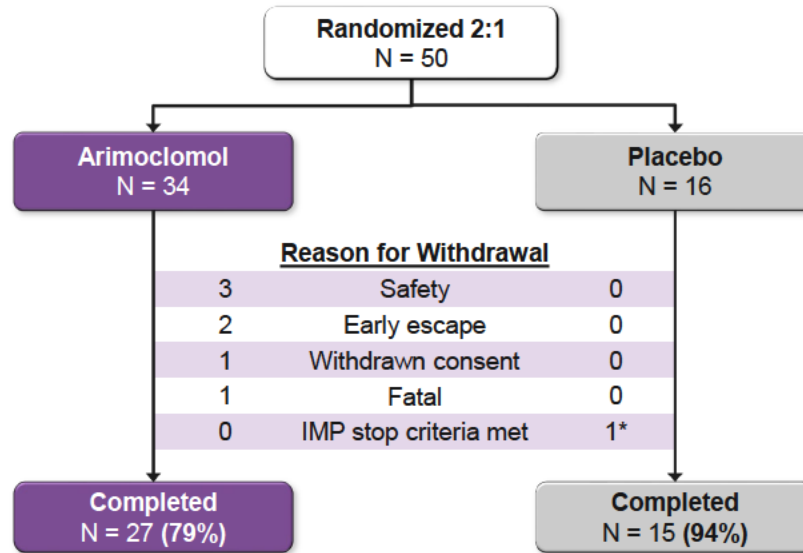 Randomized 2:1
N = 50
Arimoclomol
N = 34
Placebo
N = 16
Reason for Withdrawal
3 Safety 0
2 Early escape 0
1 Withdrawn consent 0
1 Fatal 0
0 IMP stop criteria met 1*
Completed
N = 27 (79%)
Completed
N = 15 (94%)